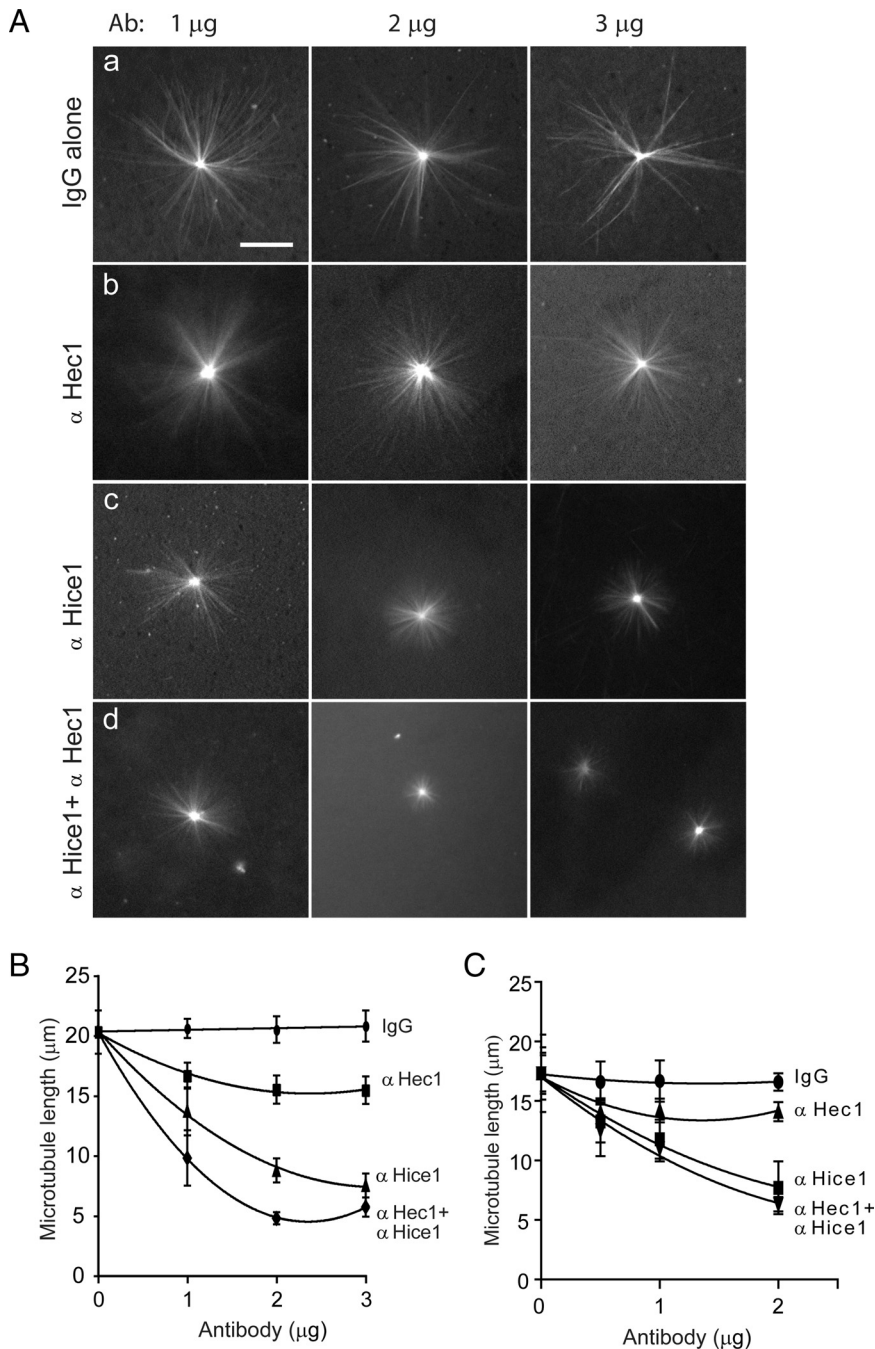 A
Ab: 1 μg 2 μg 3 μg
IgG alone
a
α Hec1
b
α Hice1
c
α Hice1+ α Hec1
d
B
Microtubule length (μm)
25
20
15
10
5
0
0 1 2 3
Antibody (μg)
IgG
α Hec1
α Hice1
α Hec1+
α Hice1
C
Microtubule length (μm)
25
20
15
10
5
0
0 1 2
Antibody (μg)
IgG
α Hec1
α Hice1
α Hec1+
α Hice1